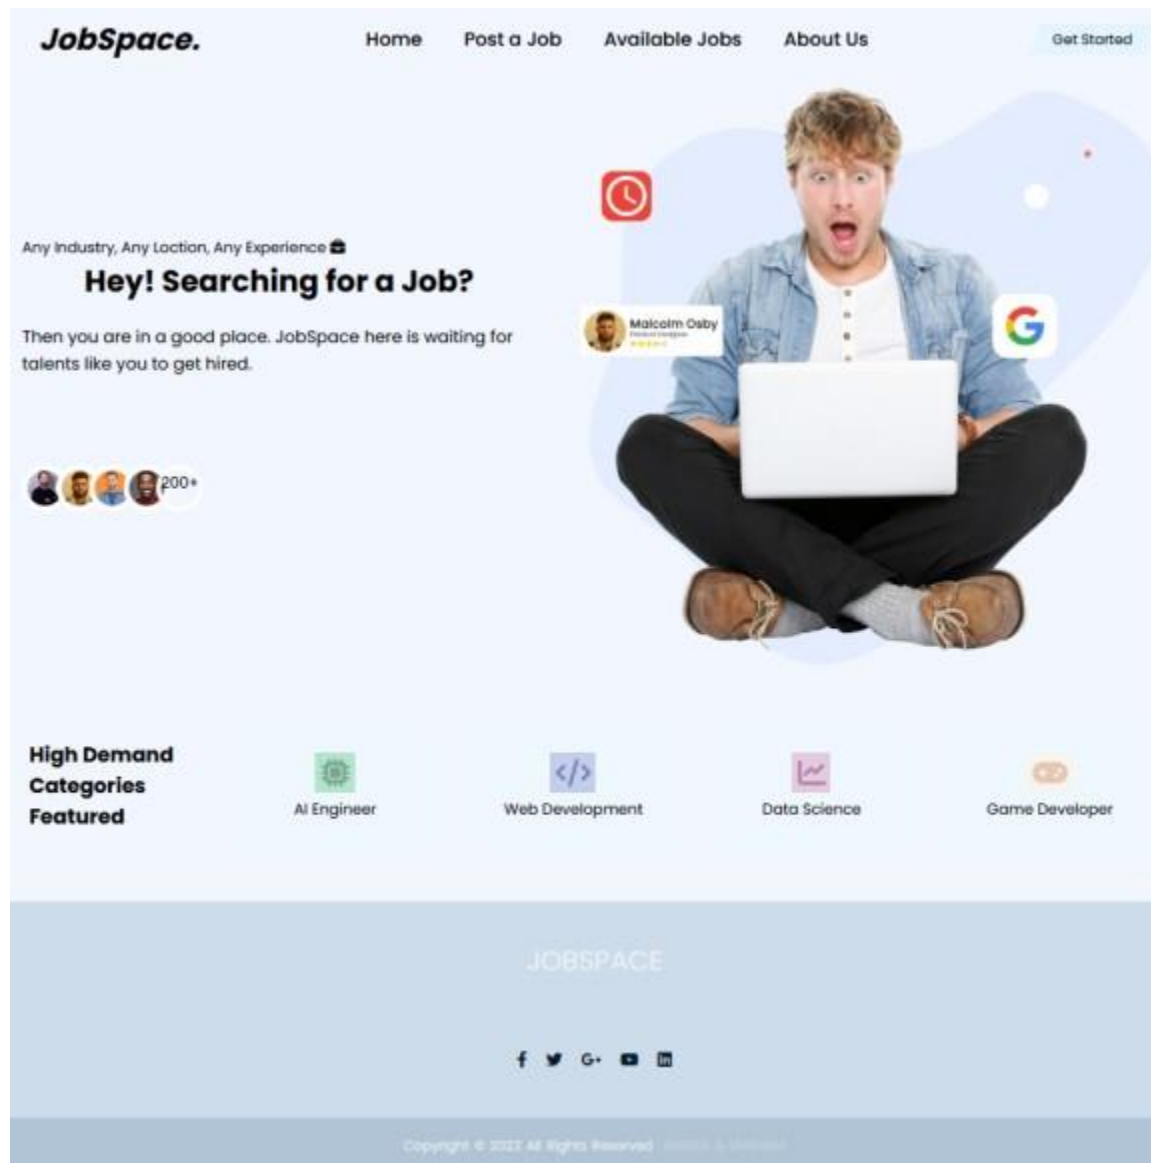 JobSpace.
Home Post a Job Available Jobs About Us
Get Started
Any Industry, Any Loction, Any Experience
Hey! Searching for a Job?
Then you are in a good place. JobSpace here is waiting for
talents like you to get hired.
200+
Malcolm Osby
Product Designer
High Demand
Categories
Featured
AI Engineer
Web Development
Data Science
Game Developer
JOBSPACE
Copyright © 2022 All Rights Reserved